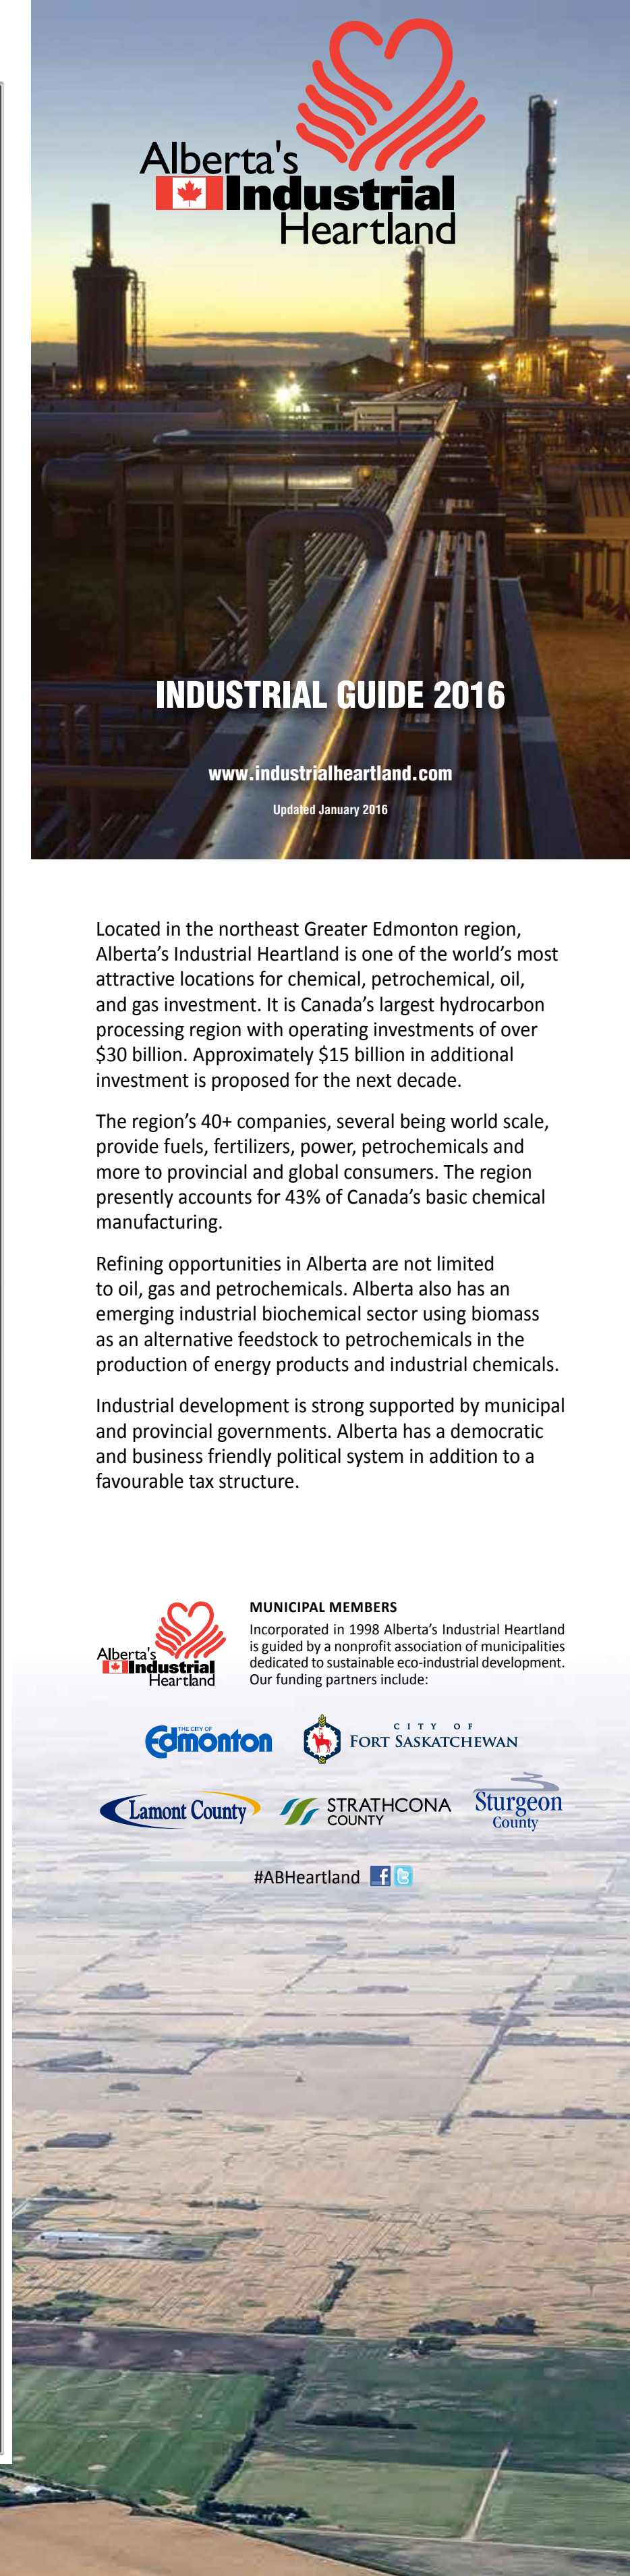 Alberta's
Industrial
Heartland
INDUSTRIAL GUIDE 2016
www.industrialheartland.com
Updated January 2016
Located in the northeast Greater Edmonton region,
Alberta’s Industrial Heartland is one of the world’s most
attractive locations for chemical, petrochemical, oil,
and gas investment. It is Canada’s largest hydrocarbon
processing region with operating investments of over
$30 billion. Approximately $15 billion in additional
investment is proposed for the next decade.
The region’s 40+ companies, several being world scale,
provide fuels, fertilizers, power, petrochemicals and
more to provincial and global consumers. The region
presently accounts for 43% of Canada’s basic chemical
manufacturing.
Refining opportunities in Alberta are not limited
to oil, gas and petrochemicals. Alberta also has an
emerging industrial biochemical sector using biomass
as an alternative feedstock to petrochemicals in the
production of energy products and industrial chemicals.
Industrial development is strong supported by municipal
and provincial governments. Alberta has a democratic
and business friendly political system in addition to a
favourable tax structure.
Alberta's
Industrial
Heartland
MUNICIPAL MEMBERS
Incorporated in 1998 Alberta’s Industrial Heartland
is guided by a nonprofit association of municipalities
dedicated to sustainable eco-industrial development.
Our funding partners include:
THE CITY OF
Edmonton
CITY OF
FORT SASKATCHEWAN
Lamont County
STRATHCONA
COUNTY
Sturgeon
County
#ABHeartland